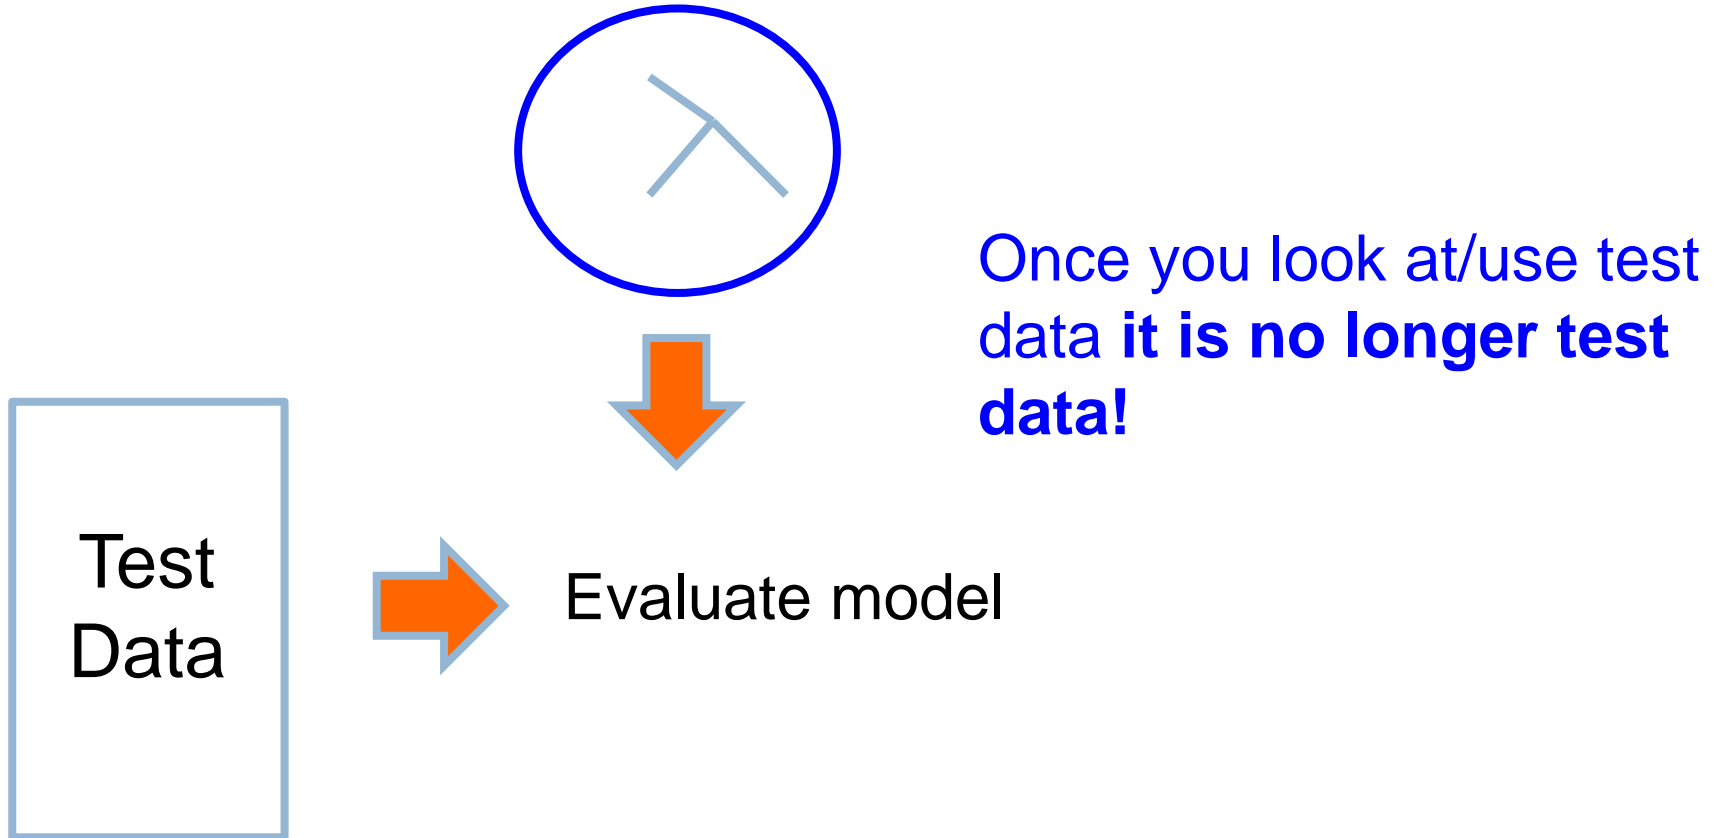 Once you look at/use test
data it is no longer test
data!
Test
Data
Evaluate model